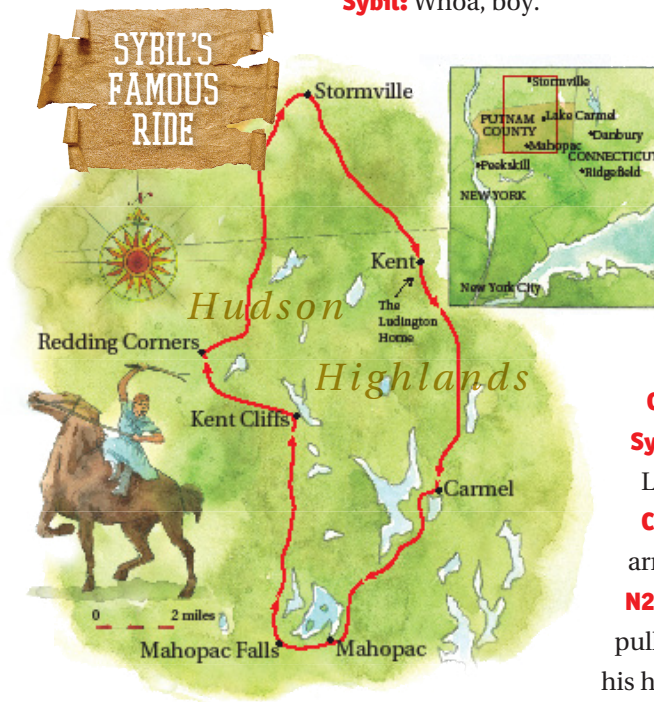 Sybil: Whoa, boy.
SYBIL'S
FAMOUS
RIDE
Stormville
Stormville
PUTNAM
COUNTY
Lake Carmel
Danbury
Mahopac
CONNECTICU
Peekskill
Ridgefield
NEW YORK
New York City
N
Kent
The
Ludington
Home
Hudson
Redding Corners
Highlands
Kent Cliffs
Carmel
0 2 miles
Mahopac Falls
Mahopac
C
Sy
L
C
arr
N2
pull
his h